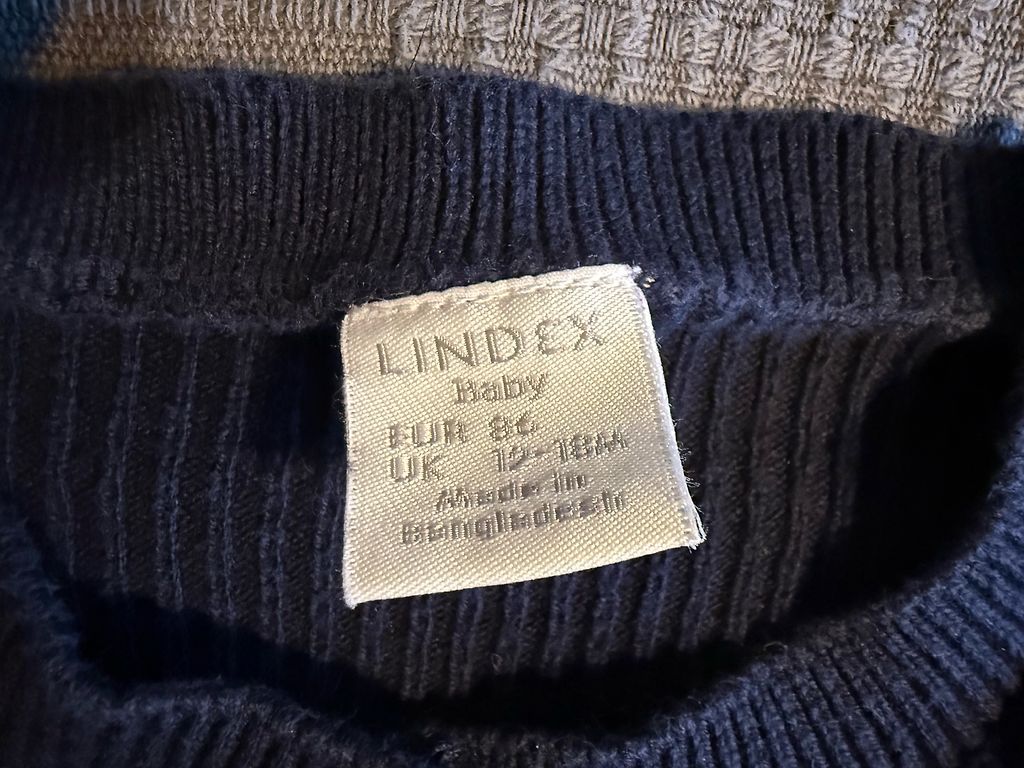 LINDEX
Baby
EUR 86
UK 12-18M
Made in
Bangladesh